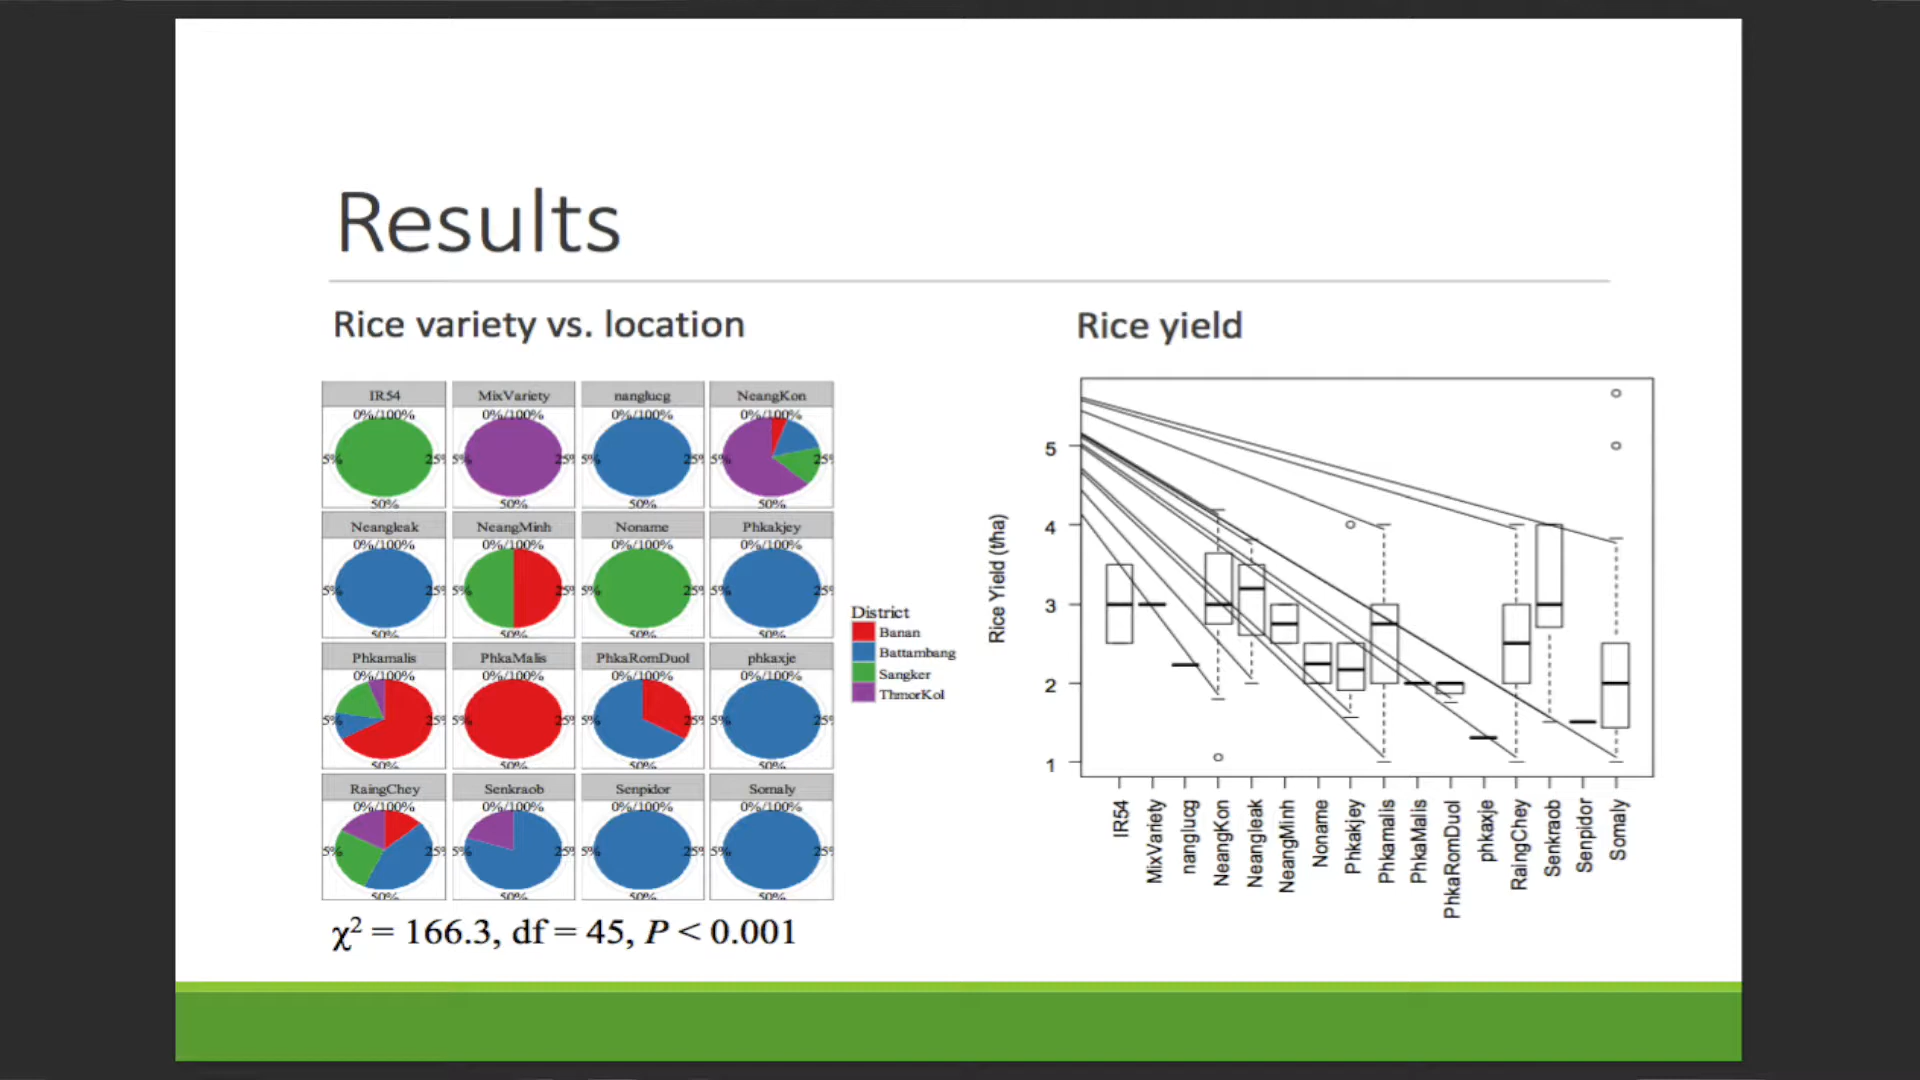 Results
Rice variety vs. location
IR54 MixVariety nanglucg NeangKon
0%/100% 0%/100% 0%/100% 0%/100%
5% 25% 5% 25% 5% 25% 5% 25%
50% 50% 50% 50%
Neangleak NeangMinh Noname Phkakjey
0%/100% 0%/100% 0%/100% 0%/100%
5% 25% 5% 25% 5% 25% 5% 25%
50% 50% 50% 50%
Phkamalis PhkaMalis PhkaRomDuol phkaxje
0%/100% 0%/100% 0%/100% 0%/100%
5% 25% 5% 25% 5% 25% 5% 25%
50% 50% 50% 50%
RaingChey Senkraob Senpidor Somaly
0%/100% 0%/100% 0%/100% 0%/100%
5% 25% 5% 25% 5% 25% 5% 25%
50% 50% 50% 50%
District
Banan
Battambang
Sangker
ThmorKol
χ² = 166.3, df = 45, P < 0.001
Rice yield
Rice Yield (t/ha)
5
4
3
2
1
IR54
MixVariety
nanglucg
NeangKon
Neangleak
NeangMinh
Noname
Phkakjey
Phkamalis
PhkaMalis
PhkaRomDuol
phkaxje
RaingChey
Senkraob
Senpidor
Somaly